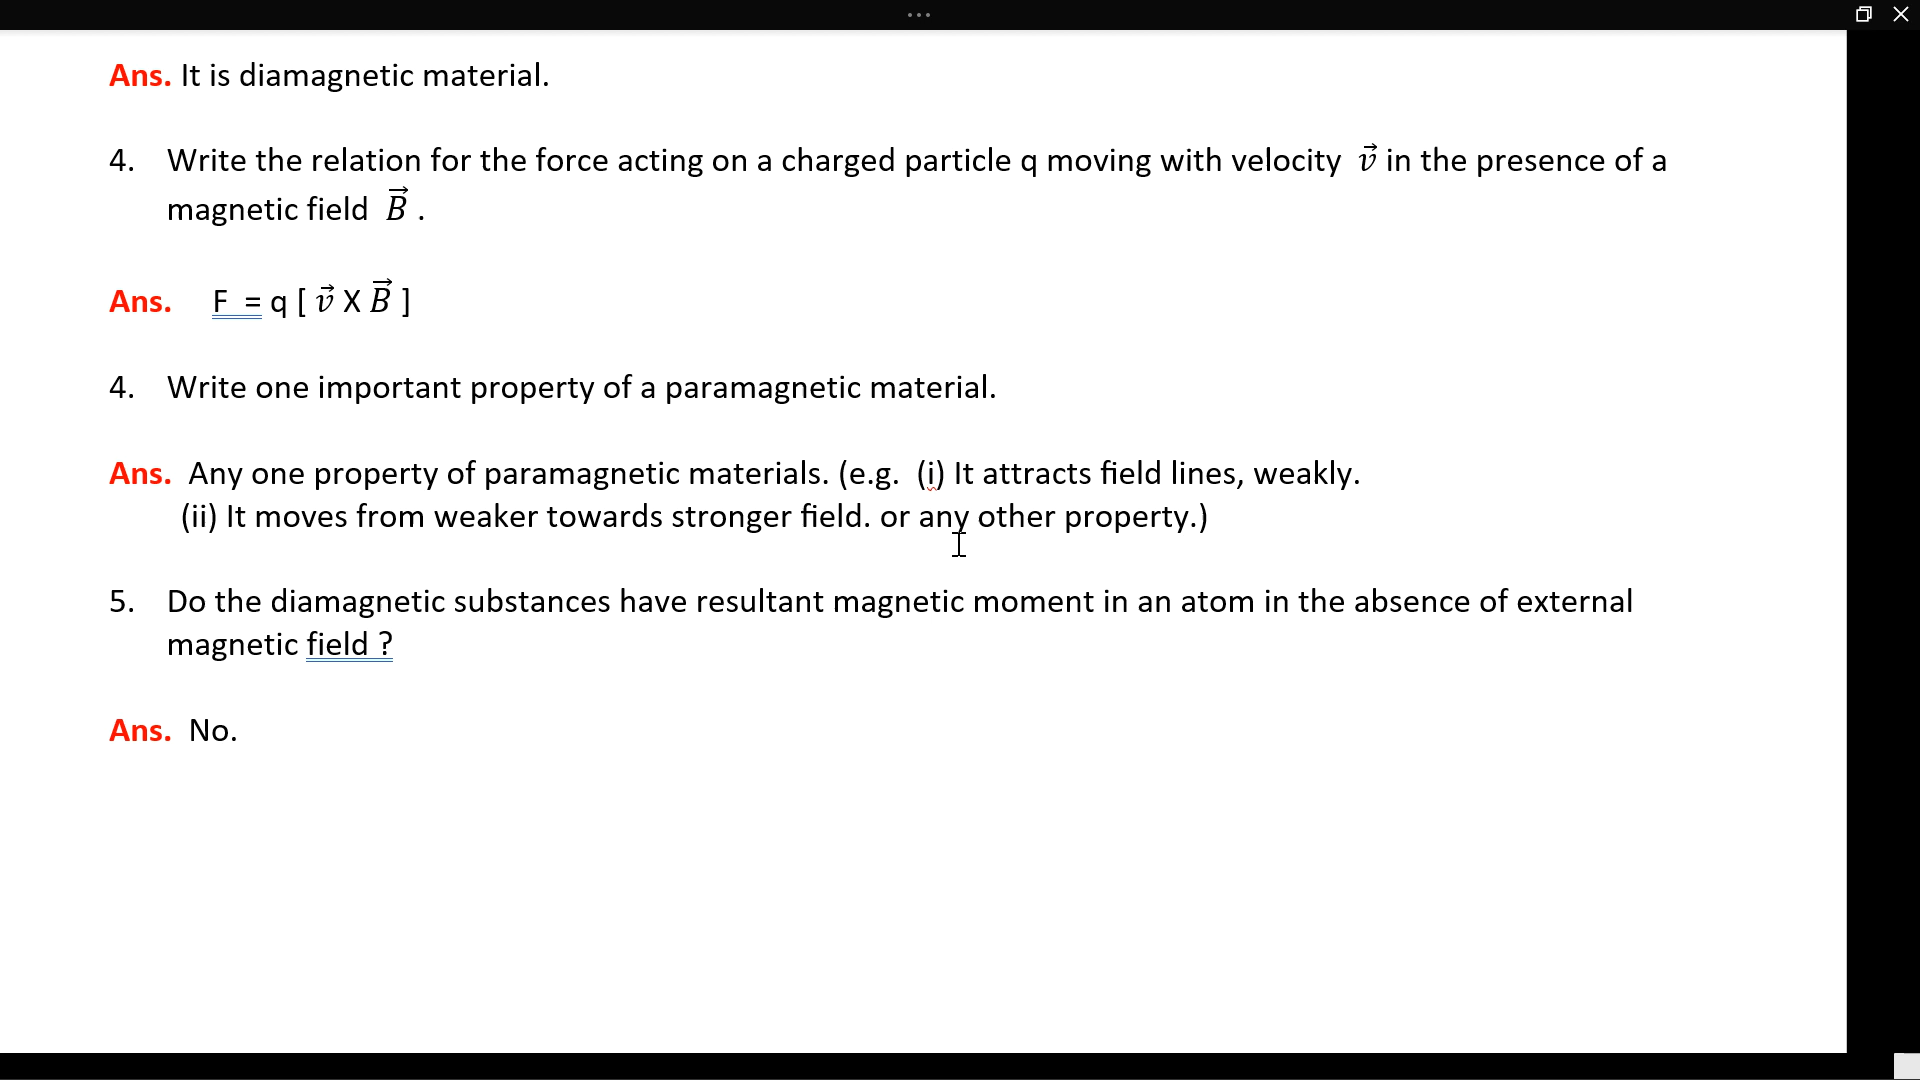 Ans. It is diamagnetic material.
4. Write the relation for the force acting on a charged particle q moving with velocity v⃗ in the presence of a
magnetic field B⃗ .
Ans. F = q [ v⃗ X B⃗ ]
4. Write one important property of a paramagnetic material.
Ans. Any one property of paramagnetic materials. (e.g. (i) It attracts field lines, weakly.
(ii) It moves from weaker towards stronger field. or any other property.)
5. Do the diamagnetic substances have resultant magnetic moment in an atom in the absence of external
magnetic field ?
Ans. No.